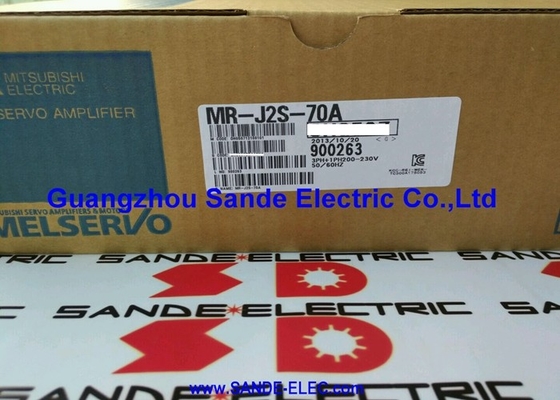 MITSUBISHI
ELECTRIC
SERVO AMPLIFIER
MR-J2S-70A
2013/10/20
900263
3PH+1PH200-230V
50/60HZ
Guangzhou Sande Electric Co.,Ltd
MELSERVO
SANDE ELECTRIC
SANDE ELECTRIC
SD
SD
www.SANDE-ELEC.com